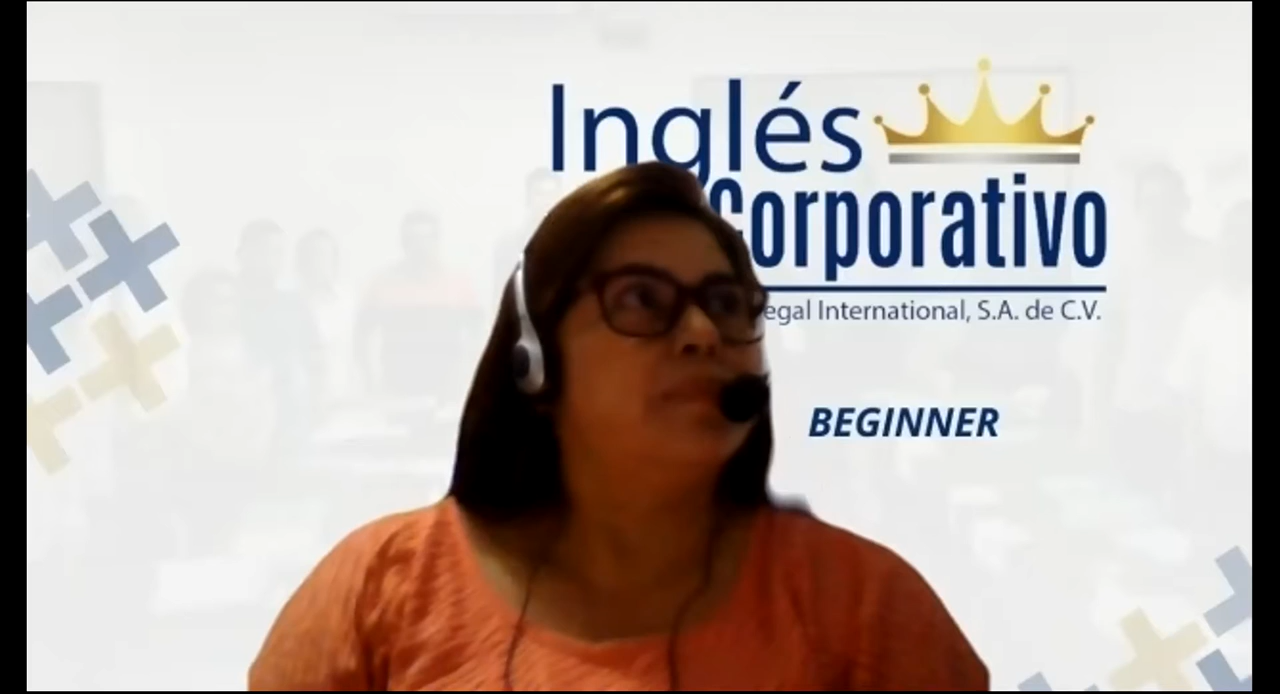 Inglés
Corporativo
egal International, S.A. de C.V.
BEGINNER